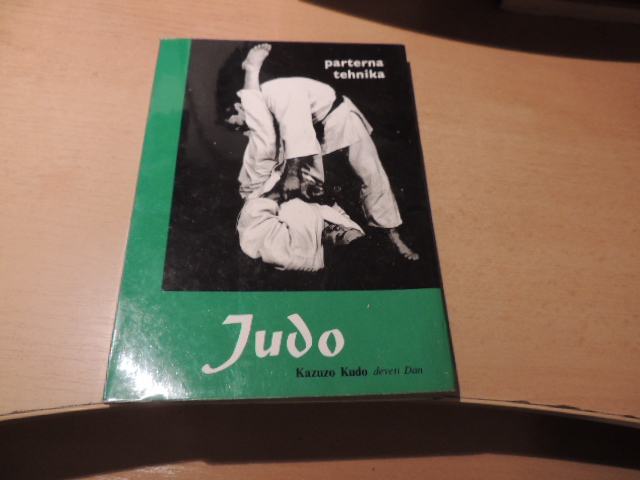 parterna
tehnika
Judo
Kazuzo Kudo deveti Dan